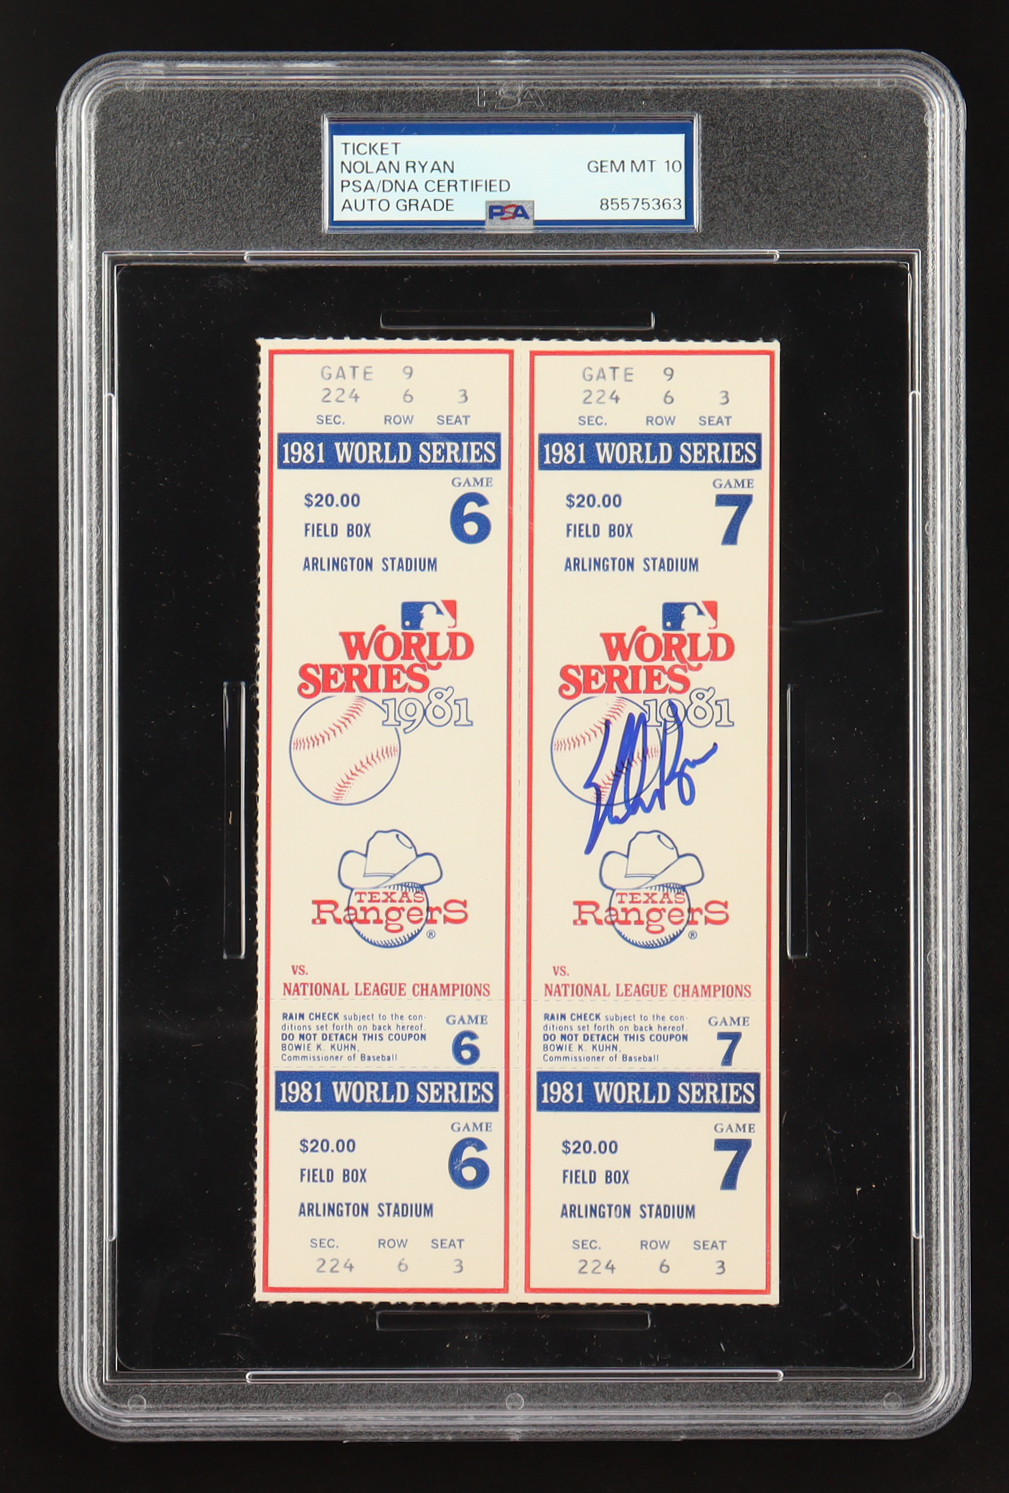 PSA
TICKET
NOLAN RYAN GEM MT 10
PSA/DNA CERTIFIED
AUTO GRADE PSA 85575363
GATE 9
224 6 3
SEC. ROW SEAT
1981 WORLD SERIES
GAME
$20.00 6
FIELD BOX
ARLINGTON STADIUM
WORLD
SERIES
1981
TEXAS
RangerS
®
VS.
NATIONAL LEAGUE CHAMPIONS
RAIN CHECK subject to the con-
ditions set forth on back hereof.
DO NOT DETACH THIS COUPON
BOWIE K. KUHN,
Commissioner of Baseball
GAME
6
1981 WORLD SERIES
GAME
$20.00 6
FIELD BOX
ARLINGTON STADIUM
SEC. ROW SEAT
224 6 3
GATE 9
224 6 3
SEC. ROW SEAT
1981 WORLD SERIES
GAME
$20.00 7
FIELD BOX
ARLINGTON STADIUM
WORLD
SERIES
1981
Nolan Ryan
TEXAS
RangerS
®
VS.
NATIONAL LEAGUE CHAMPIONS
RAIN CHECK subject to the con-
ditions set forth on back hereof.
DO NOT DETACH THIS COUPON
BOWIE K. KUHN,
Commissioner of Baseball
GAME
7
1981 WORLD SERIES
GAME
$20.00 7
FIELD BOX
ARLINGTON STADIUM
SEC. ROW SEAT
224 6 3